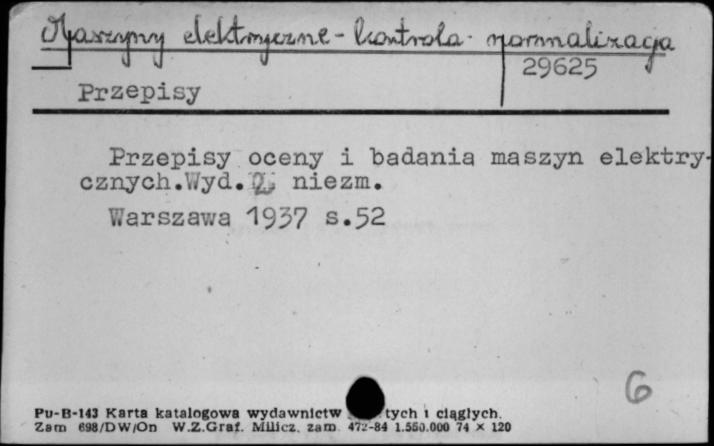 Maszyny elektryczne - kontrola - normalizacja
29625
Przepisy
Przepisy oceny i badania maszyn elektry-
cznych.Wyd.2, niezm.
Warszawa 1937 s.52
6
Pu-B-143 Karta katalogowa wydawnictw tych i ciągłych.
Zam 698/DW/On W.Z.Graf. Milicz. zam. 472-84 1.550.000 74 × 120